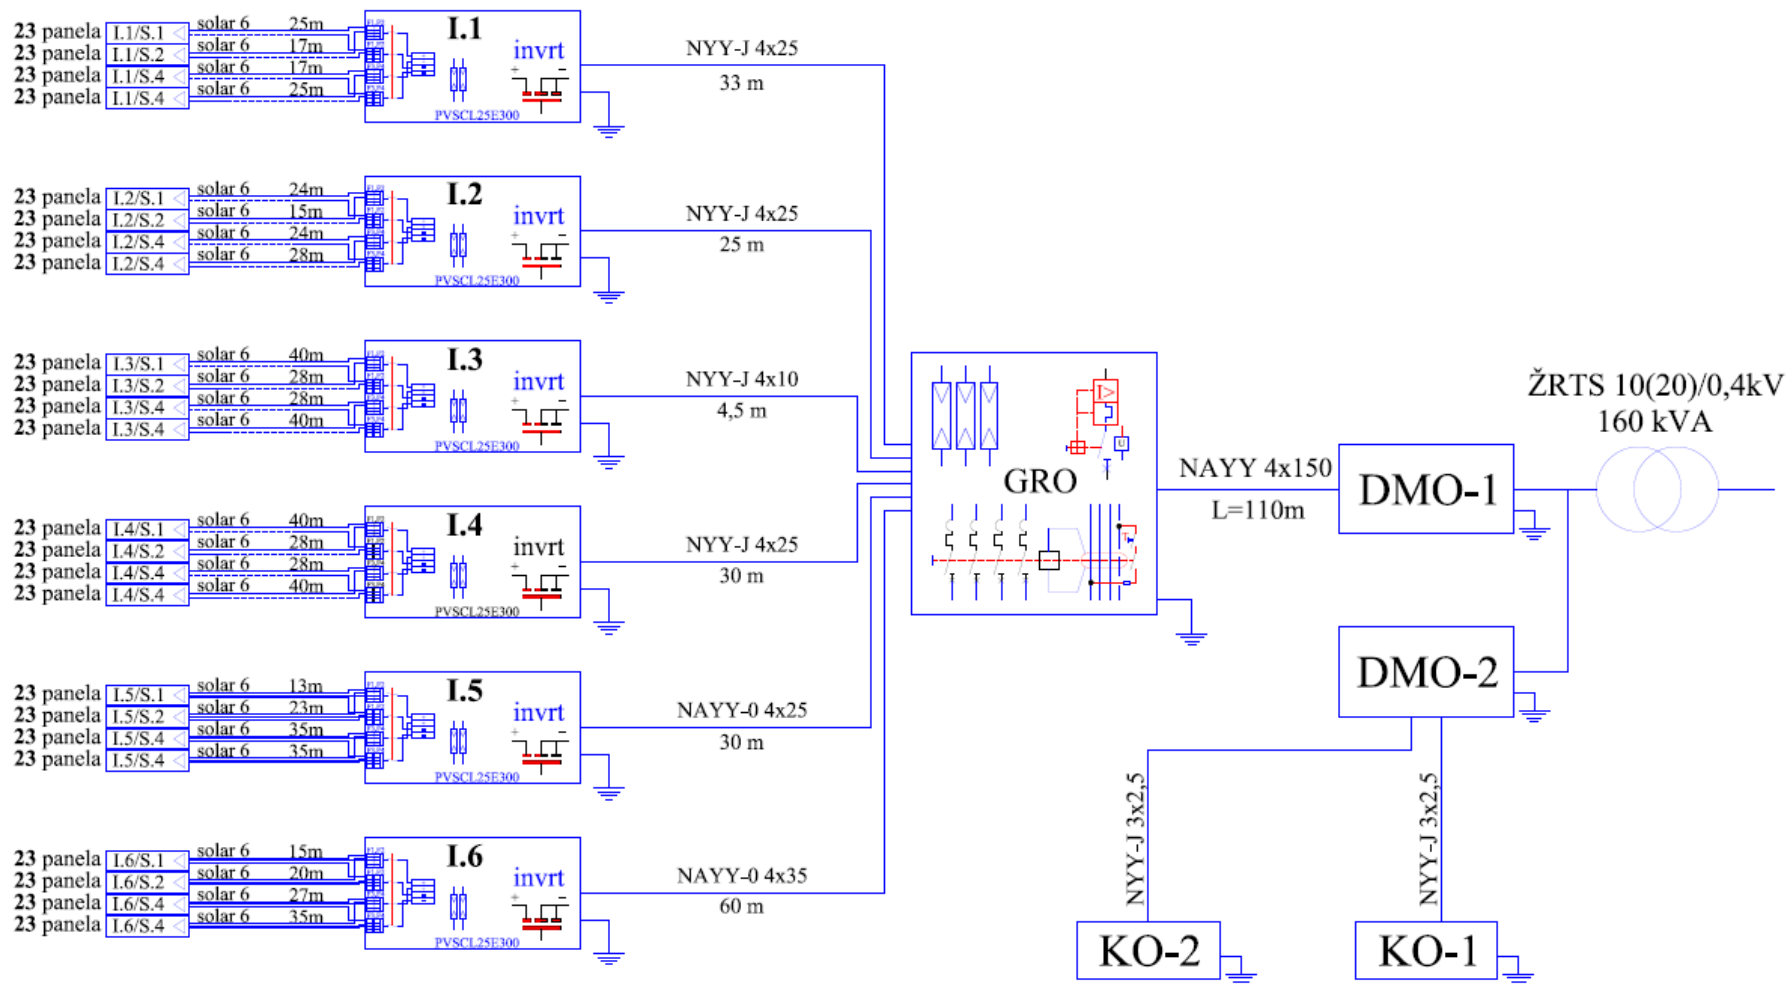 23 panela I.1/S.1 solar 6 25m
23 panela I.1/S.2 solar 6 17m
23 panela I.1/S.4 solar 6 17m
23 panela I.1/S.4 solar 6 25m
I.1
invrt
+ −
PVSCL25E300
NYY-J 4x25
33 m
23 panela I.2/S.1 solar 6 24m
23 panela I.2/S.2 solar 6 15m
23 panela I.2/S.4 solar 6 24m
23 panela I.2/S.4 solar 6 28m
I.2
invrt
+ −
PVSCL25E300
NYY-J 4x25
25 m
23 panela I.3/S.1 solar 6 40m
23 panela I.3/S.2 solar 6 28m
23 panela I.3/S.4 solar 6 28m
23 panela I.3/S.4 solar 6 40m
I.3
invrt
+ −
PVSCL25E300
NYY-J 4x10
4,5 m
23 panela I.4/S.1 solar 6 40m
23 panela I.4/S.2 solar 6 28m
23 panela I.4/S.4 solar 6 28m
23 panela I.4/S.4 solar 6 40m
I.4
invrt
+ −
PVSCL25E300
NYY-J 4x25
30 m
23 panela I.5/S.1 solar 6 13m
23 panela I.5/S.2 solar 6 23m
23 panela I.5/S.4 solar 6 35m
23 panela I.5/S.4 solar 6 35m
I.5
invrt
+ −
PVSCL25E300
NAYY-0 4x25
30 m
23 panela I.6/S.1 solar 6 15m
23 panela I.6/S.2 solar 6 20m
23 panela I.6/S.4 solar 6 27m
23 panela I.6/S.4 solar 6 35m
I.6
invrt
+ −
PVSCL25E300
NAYY-0 4x35
60 m
I>
GRO
NAYY 4x150
L=110m
DMO-1
ŽRTS 10(20)/0,4kV
160 kVA
DMO-2
NYY-J 3x2,5
NYY-J 3x2,5
KO-2
KO-1